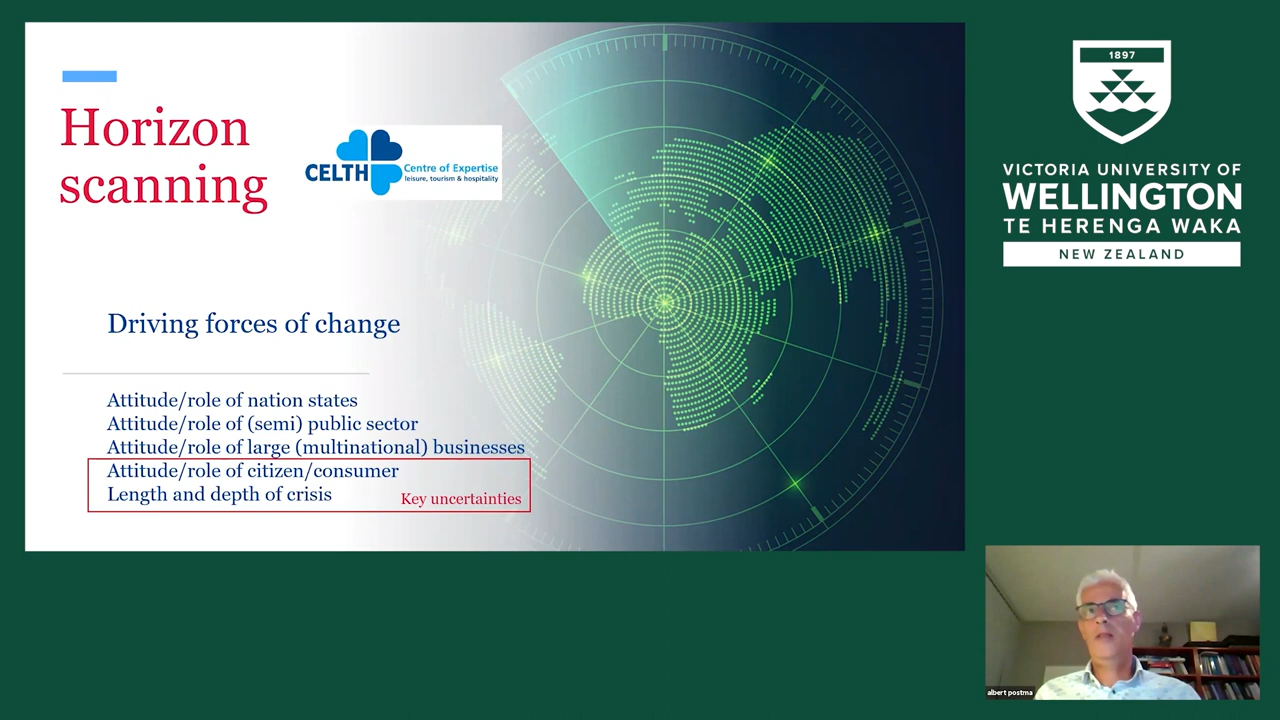 Horizon
scanning
CELTH
Centre of Expertise
leisure, tourism & hospitality
Driving forces of change
Attitude/role of nation states
Attitude/role of (semi) public sector
Attitude/role of large (multinational) businesses
Attitude/role of citizen/consumer
Length and depth of crisis
Key uncertainties
1897
VICTORIA UNIVERSITY OF
WELLINGTON
TE HERENGA WAKA
NEW ZEALAND
albert postma